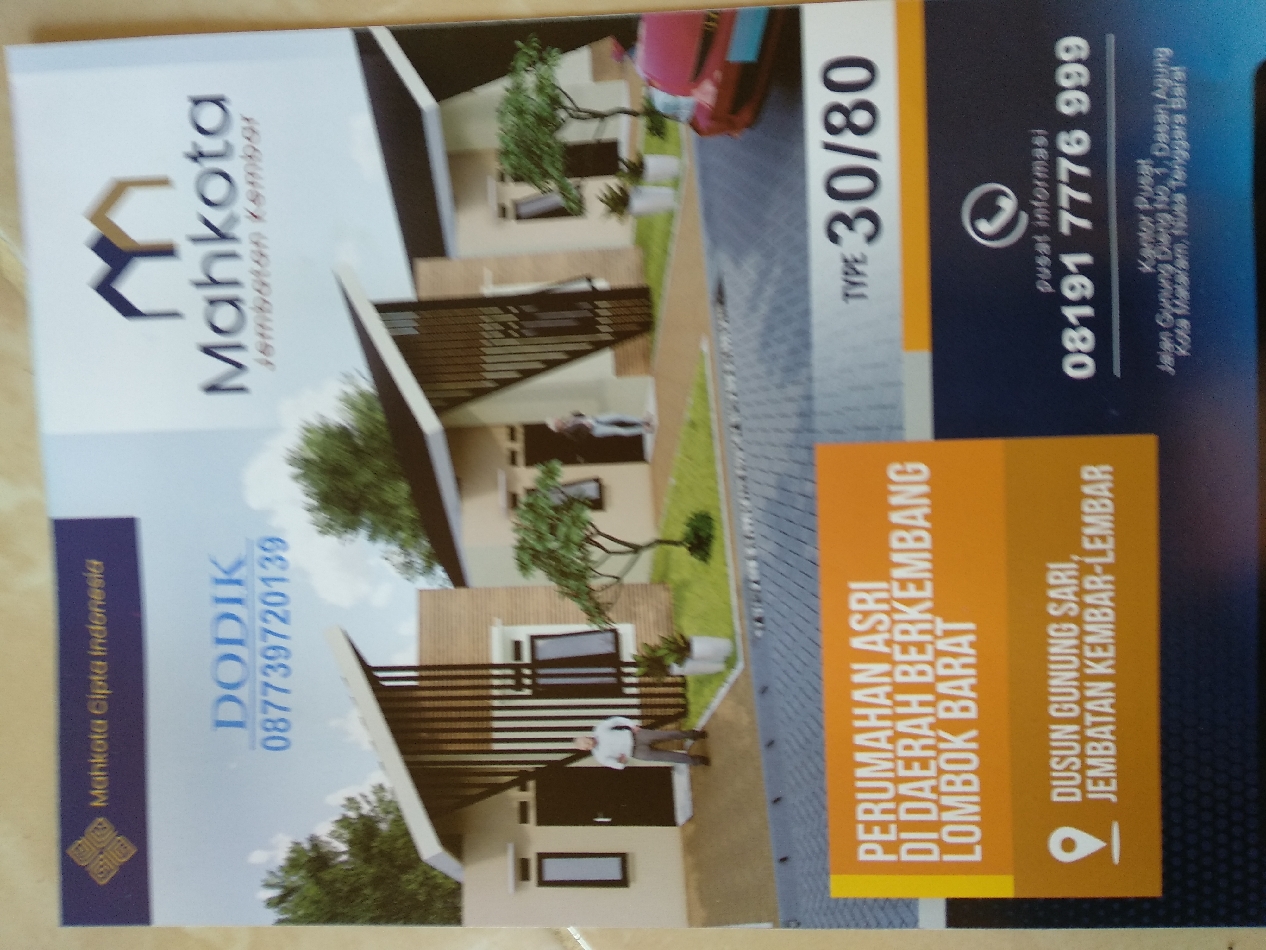 Mahkota Cipta Indonesia
DODIK
087739720139
Mahkota
Jembatan Kembar
TYPE 30/80
PERUMAHAN ASRI
DI DAERAH BERKEMBANG
LOMBOK BARAT
DUSUN GUNUNG SARI,
JEMBATAN KEMBAR-LEMBAR
pusat informasi
08191 7776 999
Kantor Pusat
Jalan Gunung Daeng No 1, Dasan Agung
Kota Mataram, Nusa Tenggara Barat